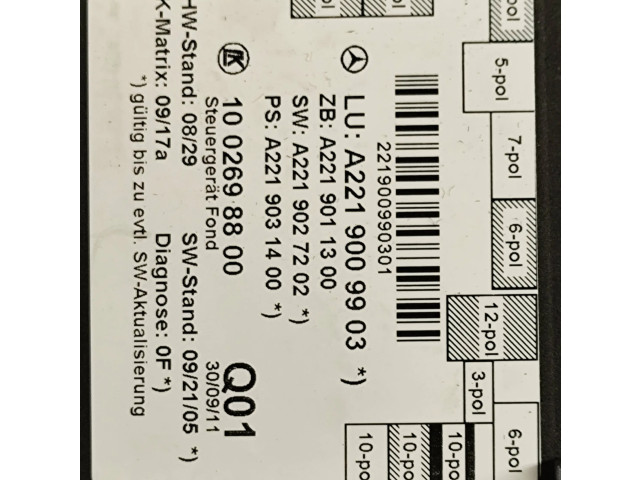 5-pol
7-pol
6-pol
12-pol
3-pol
6-pol
10-pol
221900990301
LU: A221 900 99 03 *)
ZB: A221 901 13 00
SW: A221 902 72 02 *)
PS: A221 903 14 00 *)
10 0269 88 00
Q01
Steuergerät Fond
30/09/11
HW-Stand: 08/29
SW-Stand: 09/21/05 *)
K-Matrix: 09/17a
Diagnose: 0F *)
*) gültig bis zu evtl. SW-Aktualisierung